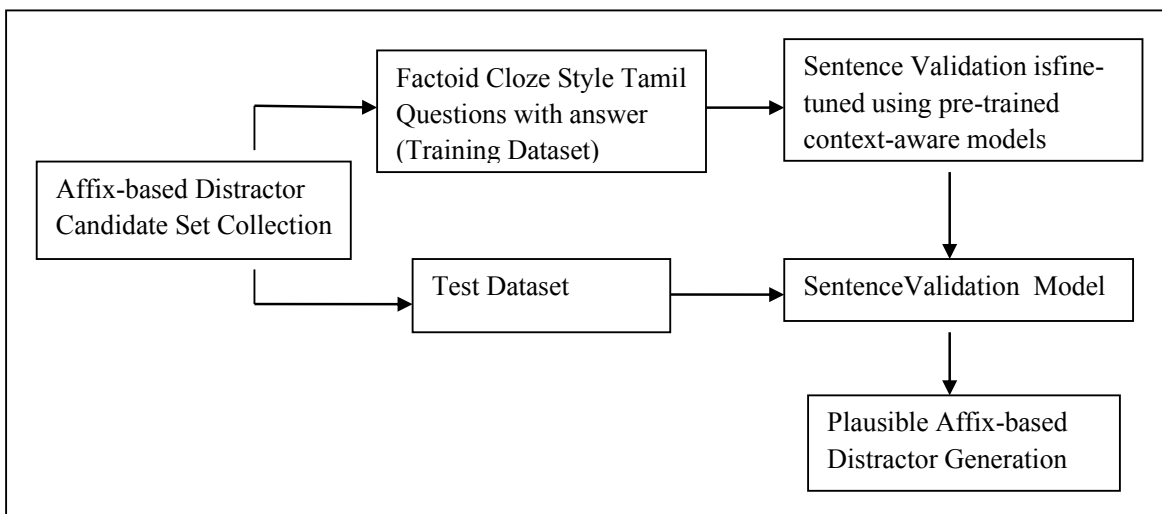 Factoid Cloze Style Tamil
Questions with answer
(Training Dataset)
Sentence Validation isfine-
tuned using pre-trained
context-aware models
Affix-based Distractor
Candidate Set Collection
Test Dataset
SentenceValidation Model
Plausible Affix-based
Distractor Generation